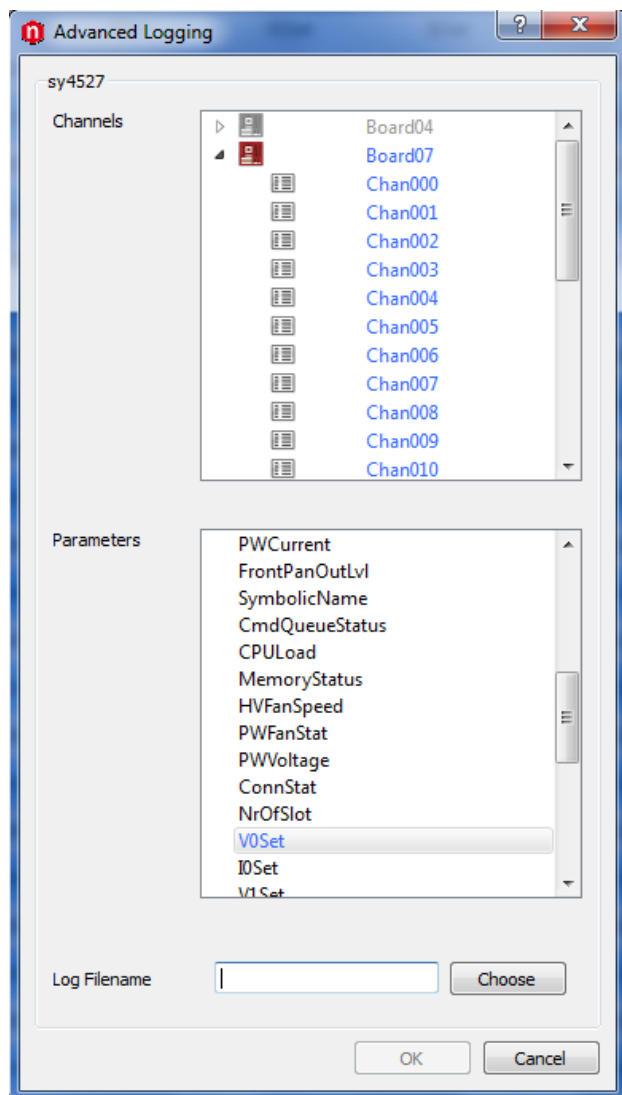 Advanced Logging
sy4527
Channels
Board04
Board07
Chan000
Chan001
Chan002
Chan003
Chan004
Chan005
Chan006
Chan007
Chan008
Chan009
Chan010
Parameters
PWCurrent
FrontPanOutLvl
SymbolicName
CmdQueueStatus
CPULoad
MemoryStatus
HVFanSpeed
PWFanStat
PWVoltage
ConnStat
NrOfSlot
V0Set
I0Set
V1Set
Log Filename
Choose
OK
Cancel